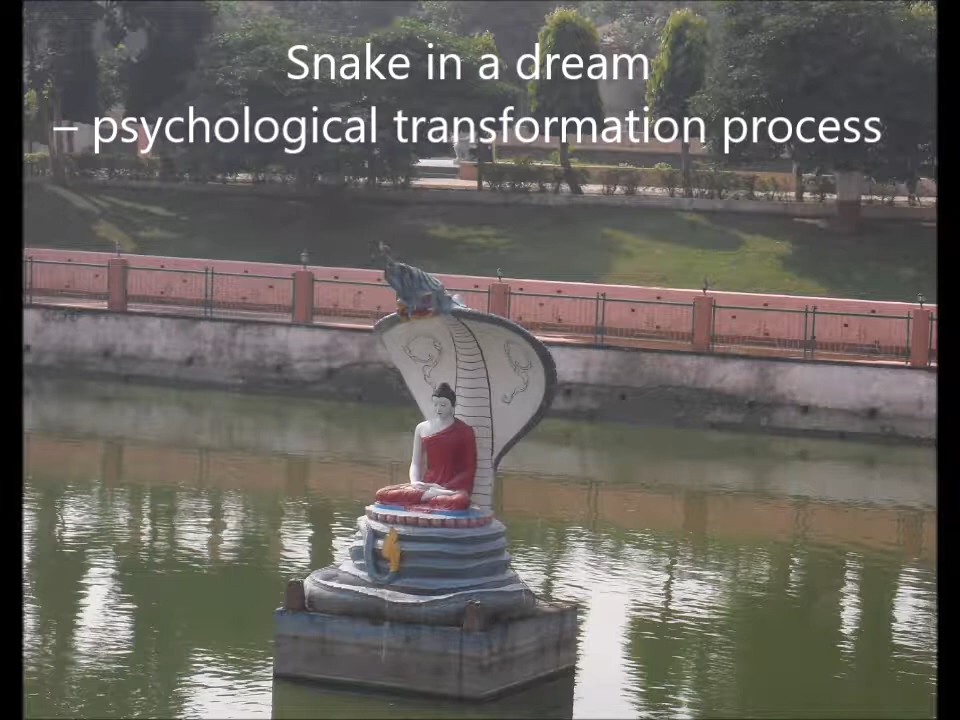 Snake in a dream
– psychological transformation process